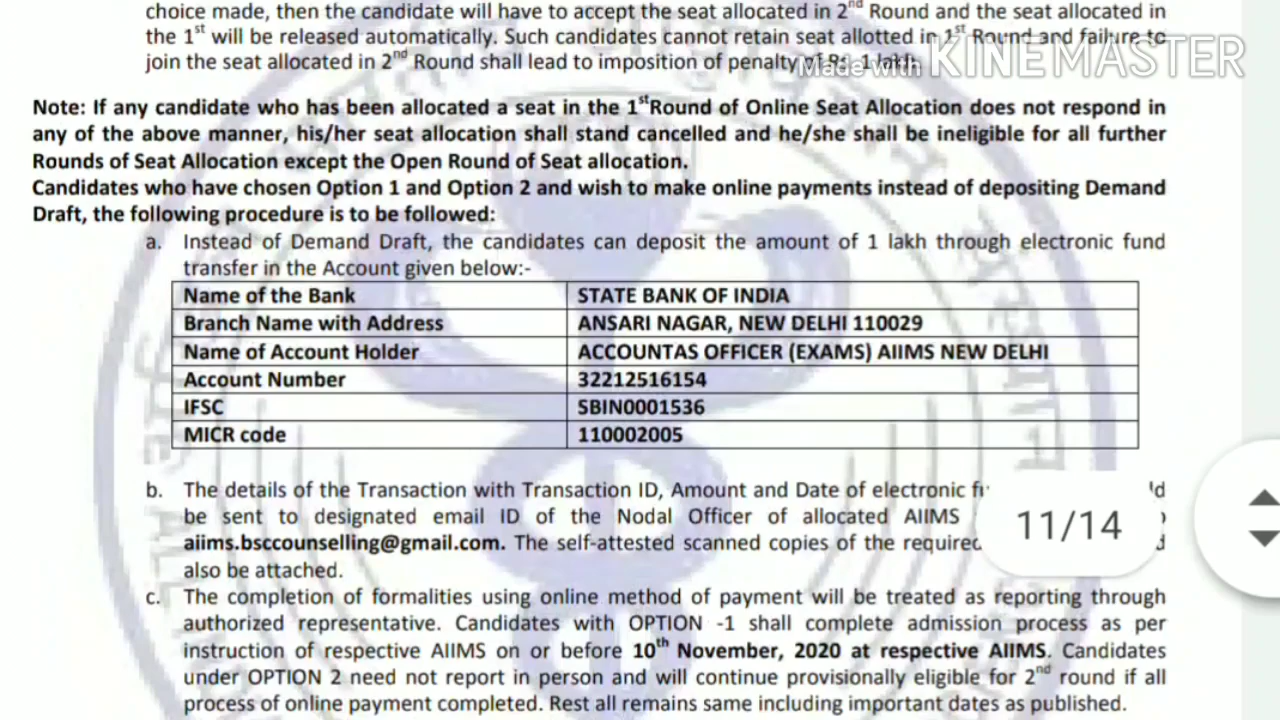 choice made, then the candidate will have to accept the seat allocated in 2nd Round and the seat allocated in
the 1st will be released automatically. Such candidates cannot retain seat allotted in 1st Round and failure to
join the seat allocated in 2nd Round shall lead to imposition of penalty of Rs. 1 lakh.
Made with KINEMASTER
Note: If any candidate who has been allocated a seat in the 1stRound of Online Seat Allocation does not respond in
any of the above manner, his/her seat allocation shall stand cancelled and he/she shall be ineligible for all further
Rounds of Seat Allocation except the Open Round of Seat allocation.
Candidates who have chosen Option 1 and Option 2 and wish to make online payments instead of depositing Demand
Draft, the following procedure is to be followed:
a. Instead of Demand Draft, the candidates can deposit the amount of 1 lakh through electronic fund
transfer in the Account given below:-
Name of the Bank STATE BANK OF INDIA
Branch Name with Address ANSARI NAGAR, NEW DELHI 110029
Name of Account Holder ACCOUNTAS OFFICER (EXAMS) AIIMS NEW DELHI
Account Number 32212516154
IFSC SBIN0001536
MICR code 110002005
b. The details of the Transaction with Transaction ID, Amount and Date of electronic
be sent to designated email ID of the Nodal Officer of allocated AIIMS
11/14
aiims.bsccounselling@gmail.com. The self-attested scanned copies of the
also be attached.
c. The completion of formalities using online method of payment will be treated as reporting through
authorized representative. Candidates with OPTION -1 shall complete admission process as per
instruction of respective AIIMS on or before 10th November, 2020 at respective AIIMS. Candidates
under OPTION 2 need not report in person and will continue provisionally eligible for 2nd round if all
process of online payment completed. Rest all remains same including important dates as published.